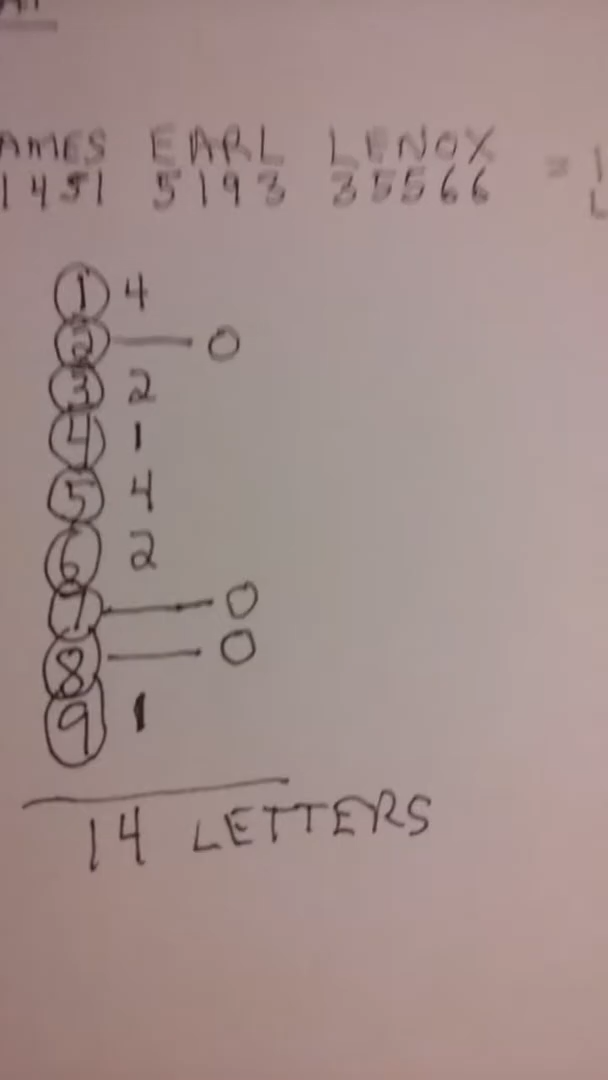 AMES EARL LENOX = 1
1451 5193 35566 L
1 4
2 — 0
3 2
4 1
5 4
6 2
7 — 0
8 — 0
9 1
14 LETTERS